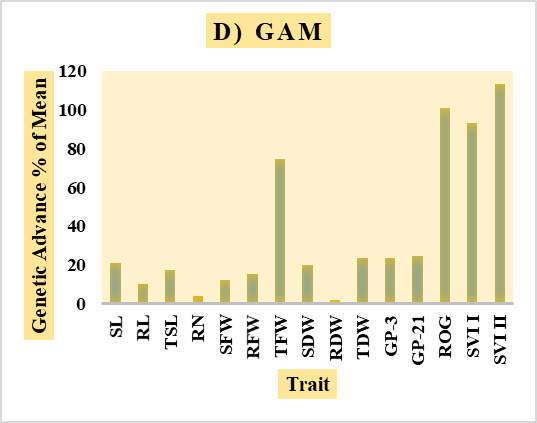 D) GAM
Genetic Advance % of Mean
120
100
80
60
40
20
0
SL
RL
TSL
RN
SFW
RFW
TFW
SDW
RDW
TDW
GP-3
GP-21
ROG
SVI I
SVI II
Trait